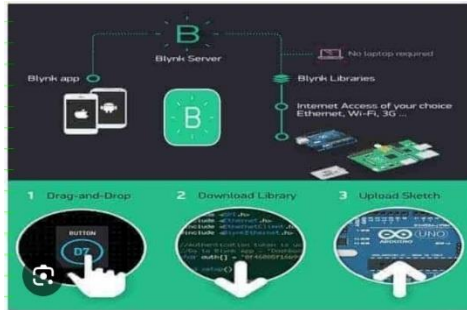 B
Blynk Server
Blynk app
No laptop required
Blynk Libraries
Internet Access of your choice
Ethernet, Wi-Fi, 3G ...
B
1 Drag-and-Drop
2 Download Library
3 Upload Sketch
BUTTON
D7
UNO
ARDUINO